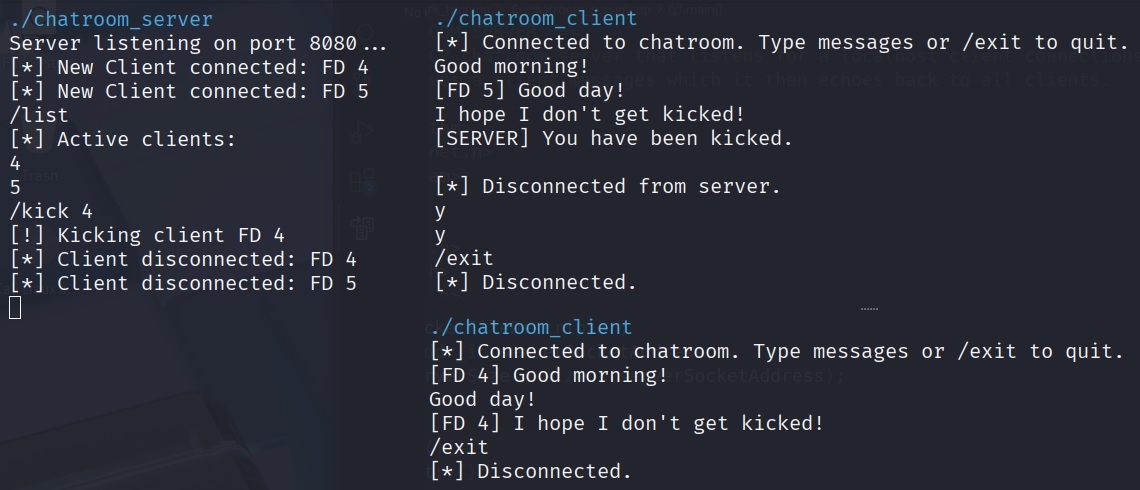 ./chatroom_server
Server listening on port 8080...
[*] New Client connected: FD 4
[*] New Client connected: FD 5
/list
[*] Active clients:
4
5
/kick 4
[!] Kicking client FD 4
[*] Client disconnected: FD 4
[*] Client disconnected: FD 5
./chatroom_client
[*] Connected to chatroom. Type messages or /exit to quit.
Good morning!
[FD 5] Good day!
I hope I don't get kicked!
[SERVER] You have been kicked.
[*] Disconnected from server.
y
y
/exit
[*] Disconnected.
./chatroom_client
[*] Connected to chatroom. Type messages or /exit to quit.
[FD 4] Good morning!
Good day!
[FD 4] I hope I don't get kicked!
/exit
[*] Disconnected.